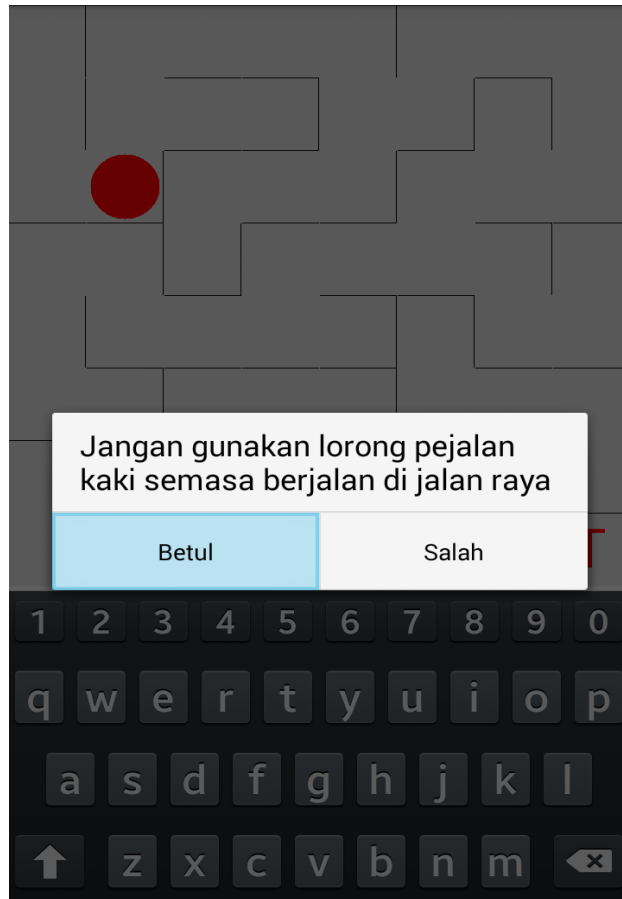 Jangan gunakan lorong pejalan
kaki semasa berjalan di jalan raya
Betul Salah
T
1 2 3 4 5 6 7 8 9 0
q w e r t y u i o p
a s d f g h j k l
z x c v b n m